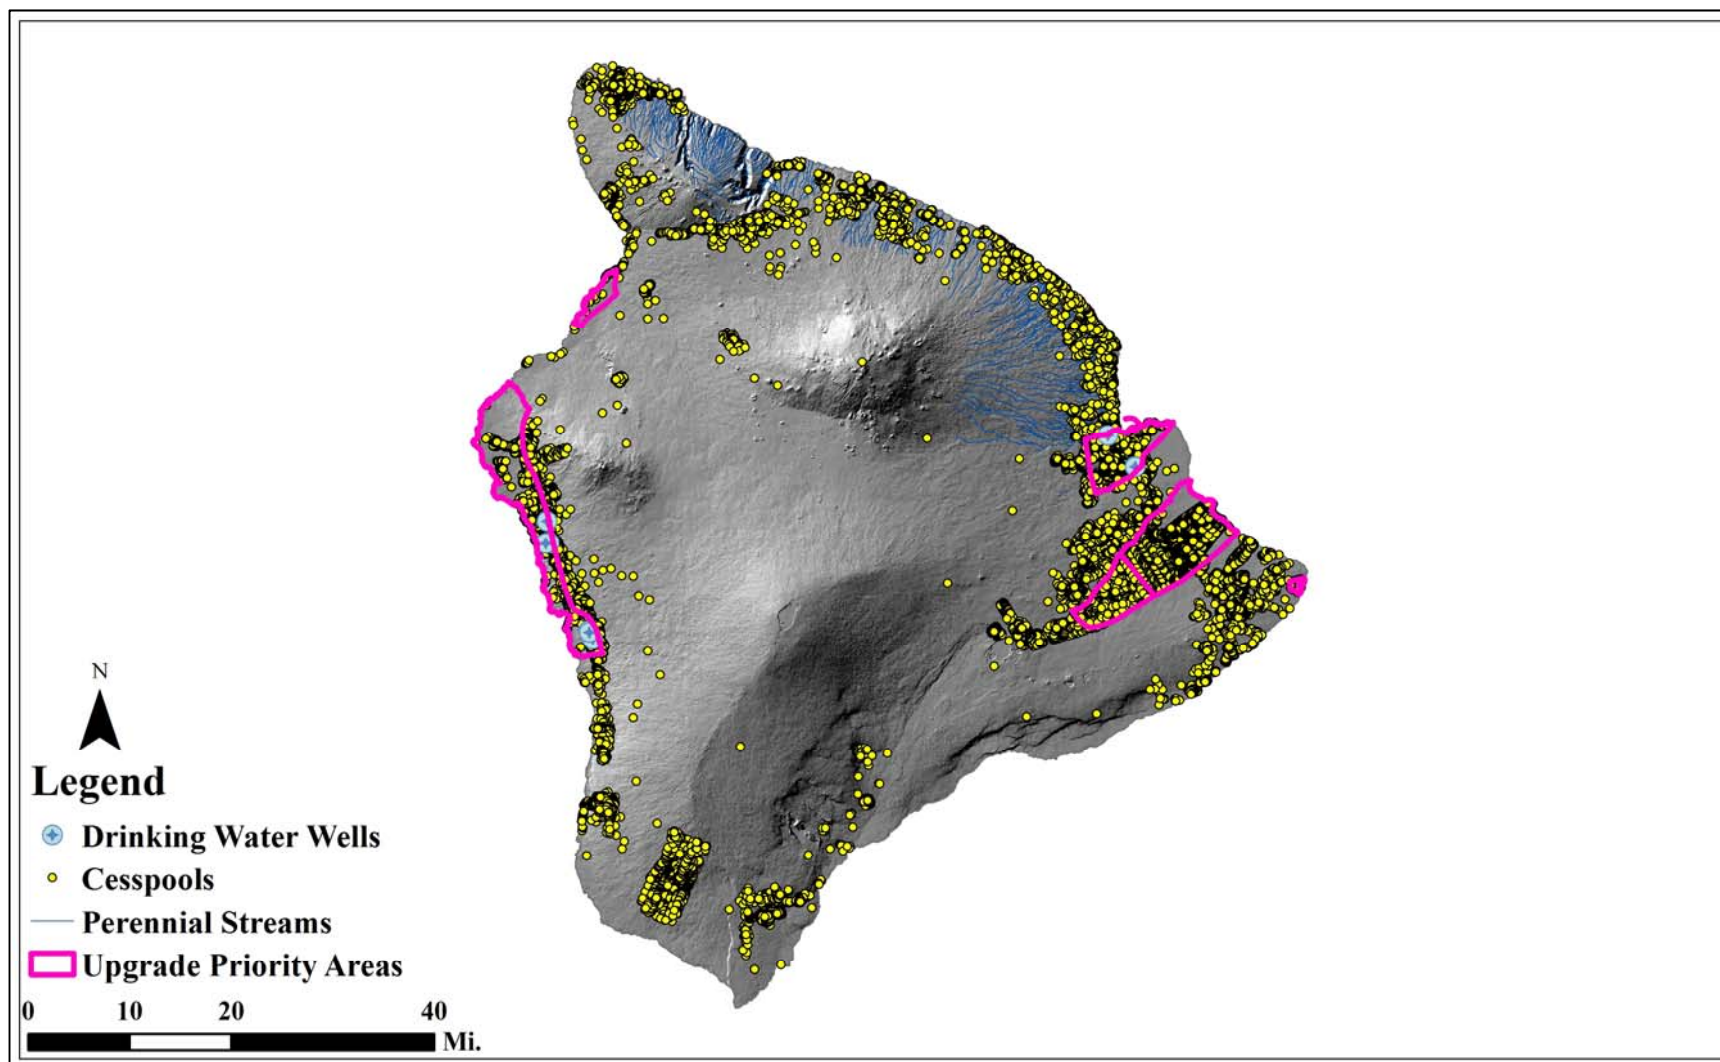 N
Legend
Drinking Water Wells
Cesspools
Perennial Streams
Upgrade Priority Areas
0 10 20 40
Mi.